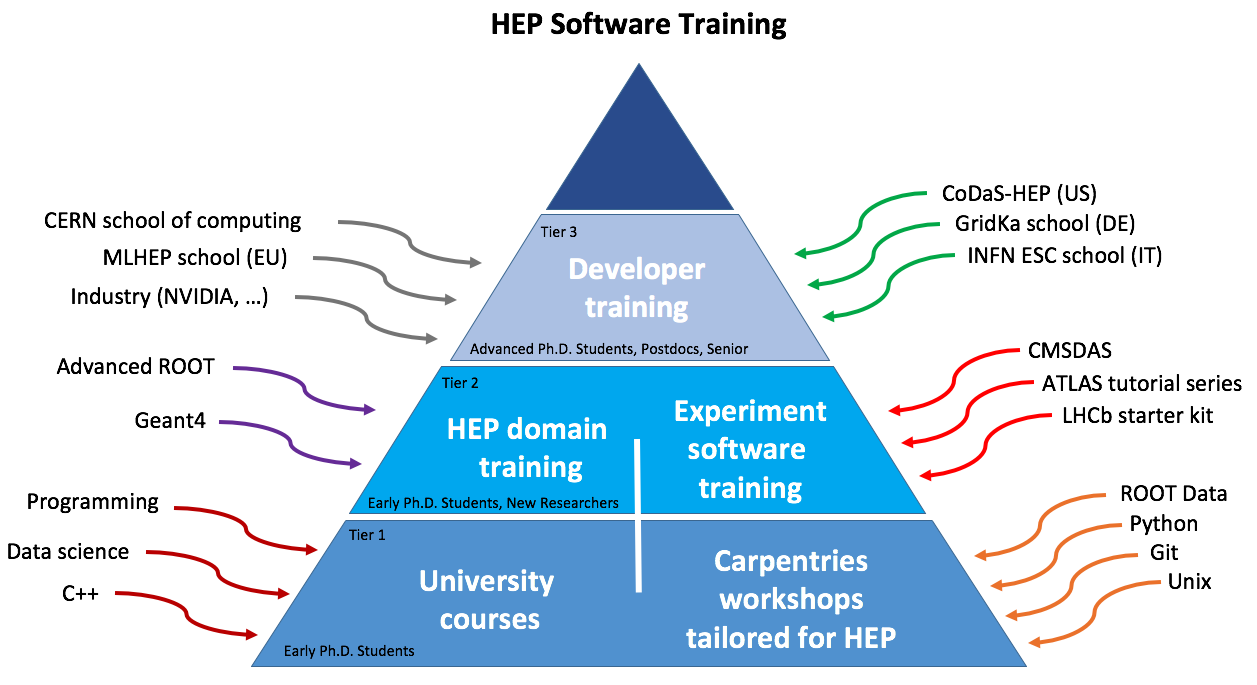 HEP Software Training
CERN school of computing
MLHEP school (EU)
Industry (NVIDIA, ...)
CoDaS-HEP (US)
GridKa school (DE)
INFN ESC school (IT)
Tier 3
Developer
training
Advanced Ph.D. Students, Postdocs, Senior
Advanced ROOT
Geant4
Tier 2
HEP domain
training
Early Ph.D. Students, New Researchers
Experiment
software
training
CMSDAS
ATLAS tutorial series
LHCb starter kit
Programming
Data science
C++
Tier 1
University
courses
Early Ph.D. Students
Carpentries
workshops
tailored for HEP
ROOT Data
Python
Git
Unix